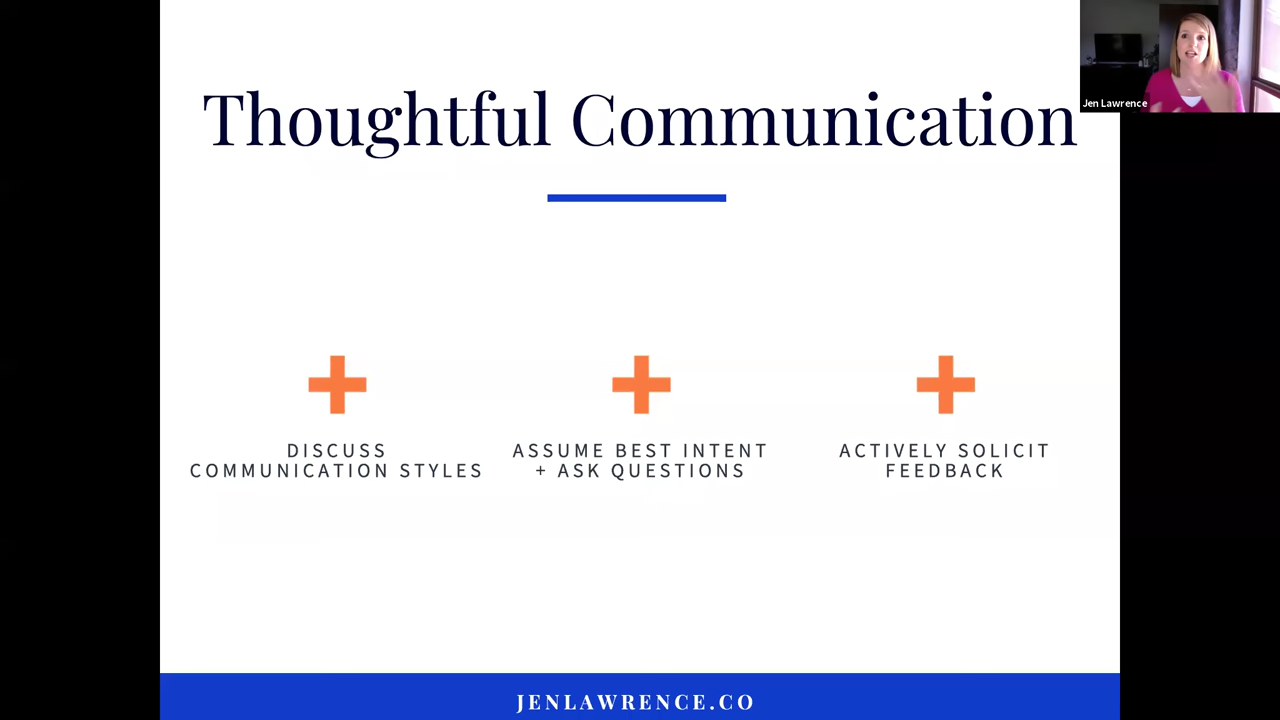 Thoughtful Communication
Jen Lawrence
DISCUSS
COMMUNICATION STYLES
ASSUME BEST INTENT
+ ASK QUESTIONS
ACTIVELY SOLICIT
FEEDBACK
JENLAWRENCE.CO